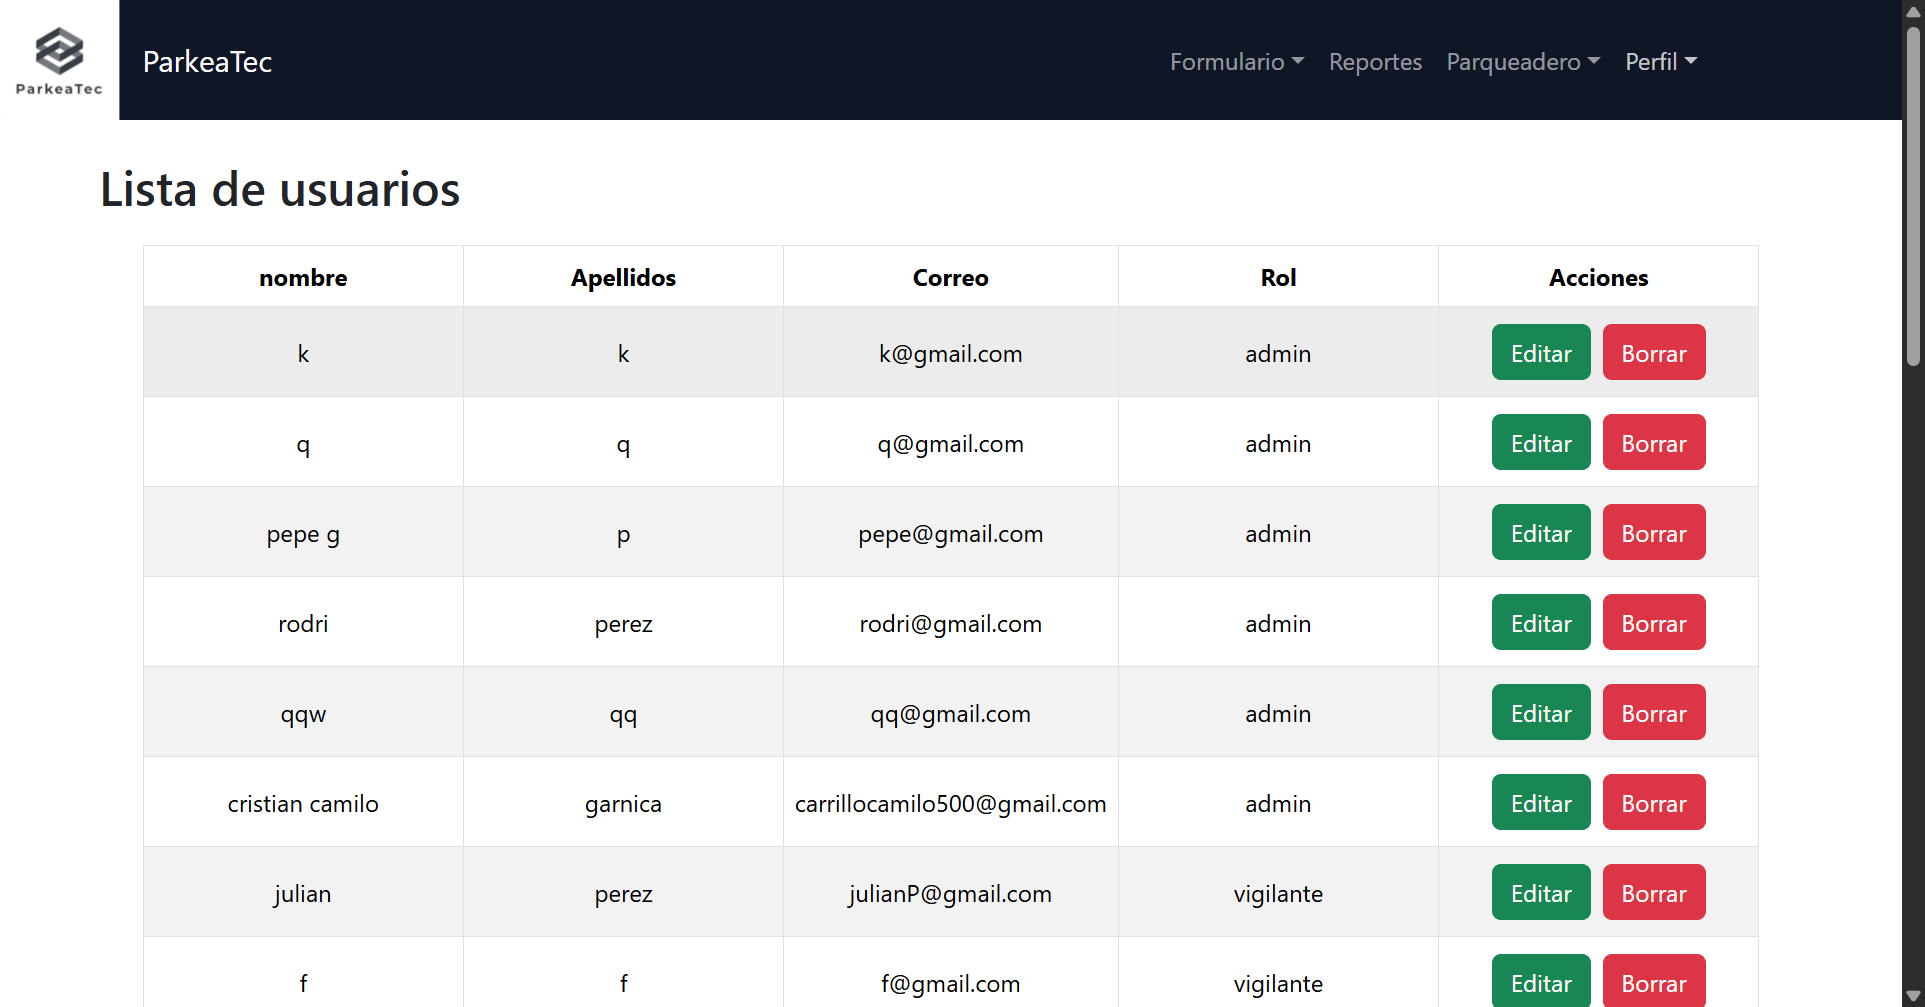 ParkeaTec
ParkeaTec Formulario Reportes Parqueadero Perfil
Lista de usuarios
nombre Apellidos Correo Rol Acciones
k k k@gmail.com admin Editar Borrar
q q q@gmail.com admin Editar Borrar
pepe g p pepe@gmail.com admin Editar Borrar
rodri perez rodri@gmail.com admin Editar Borrar
qqw qq qq@gmail.com admin Editar Borrar
cristian camilo garnica carrillocamilo500@gmail.com admin Editar Borrar
julian perez julianP@gmail.com vigilante Editar Borrar
f f f@gmail.com vigilante Editar Borrar